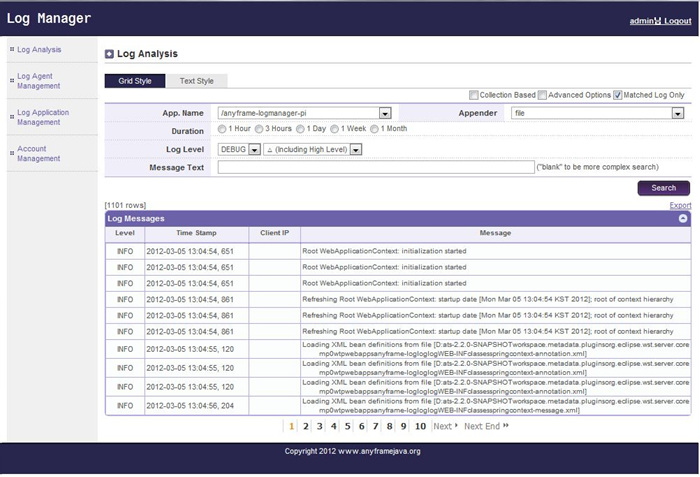 Log Manager
admin님 Logout
Log Analysis
Log Agent
Management
Log Application
Management
Account
Management
Log Analysis
Grid Style
Text Style
Collection Based
Advanced Options
Matched Log Only
App. Name
/anyframe-logmanager-pi
Appender
file
Duration
1 Hour
3 Hours
1 Day
1 Week
1 Month
Log Level
DEBUG
(Including High Level)
Message Text
("blank" to be more complex search)
Search
[1101 rows]
Export
Log Messages
Level Time Stamp Client IP Message
INFO 2012-03-05 13:04:54, 651 Root WebApplicationContext: initialization started
INFO 2012-03-05 13:04:54, 651 Root WebApplicationContext: initialization started
INFO 2012-03-05 13:04:54, 651 Root WebApplicationContext: initialization started
INFO 2012-03-05 13:04:54, 861 Refreshing Root WebApplicationContext: startup date [Mon Mar 05 13:04:54 KST 2012]; root of context hierarchy
INFO 2012-03-05 13:04:54, 861 Refreshing Root WebApplicationContext: startup date [Mon Mar 05 13:04:54 KST 2012]; root of context hierarchy
INFO 2012-03-05 13:04:54, 861 Refreshing Root WebApplicationContext: startup date [Mon Mar 05 13:04:54 KST 2012]; root of context hierarchy
INFO 2012-03-05 13:04:55, 120 Loading XML bean definitions from file [D:ats-2.2.0-SNAPSHOTworkspace.metadata.pluginsorg.eclipse.wst.server.core
mp0wtpwebappsanyframe-logloglogWEB-INFclassesspringcontext-annotation.xml]
INFO 2012-03-05 13:04:55, 120 Loading XML bean definitions from file [D:ats-2.2.0-SNAPSHOTworkspace.metadata.pluginsorg.eclipse.wst.server.core
mp0wtpwebappsanyframe-logloglogWEB-INFclassesspringcontext-annotation.xml]
INFO 2012-03-05 13:04:55, 120 Loading XML bean definitions from file [D:ats-2.2.0-SNAPSHOTworkspace.metadata.pluginsorg.eclipse.wst.server.core
mp0wtpwebappsanyframe-logloglogWEB-INFclassesspringcontext-annotation.xml]
INFO 2012-03-05 13:04:56, 204 Loading XML bean definitions from file [D:ats-2.2.0-SNAPSHOTworkspace.metadata.pluginsorg.eclipse.wst.server.core
mp0wtpwebappsanyframe-logloglogWEB-INFclassesspringcontext-message.xml]
1 2 3 4 5 6 7 8 9 10 Next Next End
Copyright 2012 www.anyframejava.org